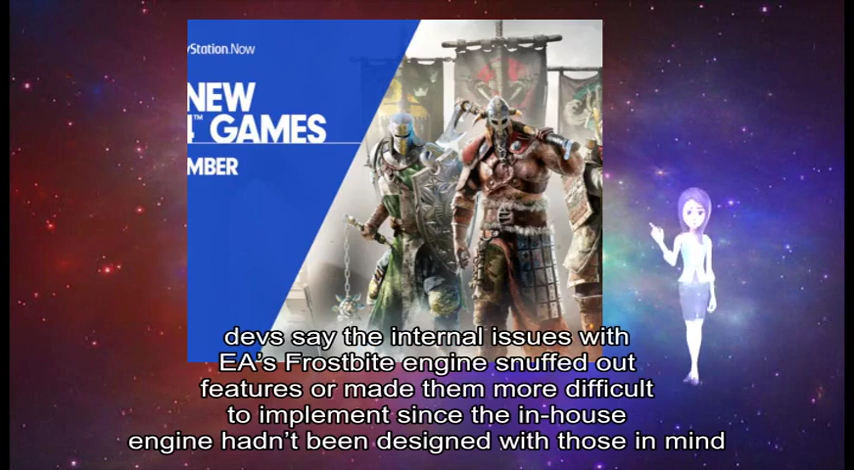 yStation.Now
NEW
4™ GAMES
MBER
devs say the internal issues with
EA's Frostbite engine snuffed out
features or made them more difficult
to implement since the in-house
engine hadn't been designed with those in mind